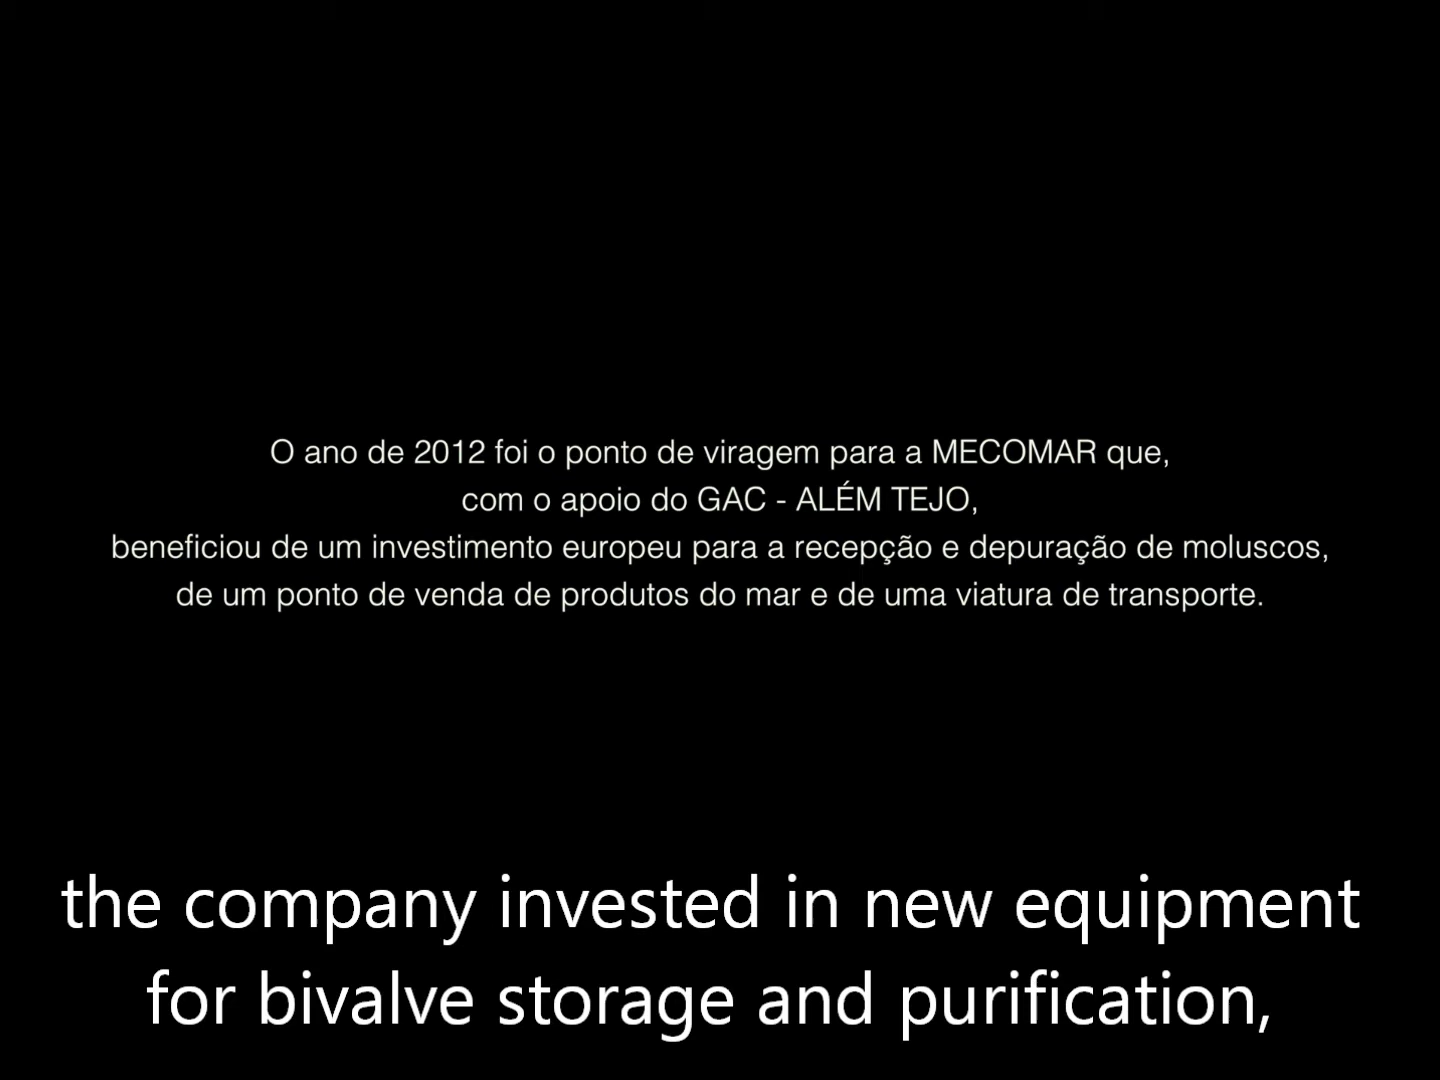 O ano de 2012 foi o ponto de viragem para a MECOMAR que,
com o apoio do GAC - ALÉM TEJO,
beneficiou de um investimento europeu para a recepção e depuração de moluscos,
de um ponto de venda de produtos do mar e de uma viatura de transporte.
the company invested in new equipment
for bivalve storage and purification,